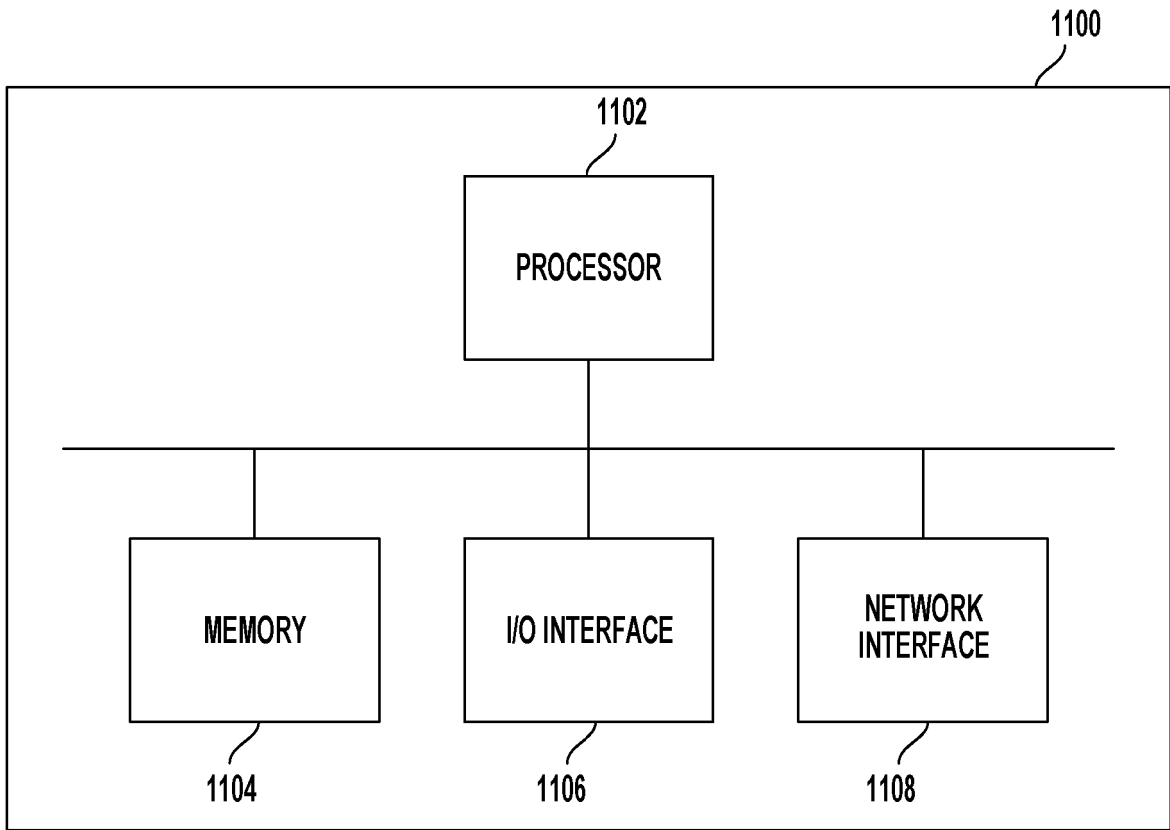 1100
1102
PROCESSOR
MEMORY
I/O INTERFACE
NETWORK
INTERFACE
1104
1106
1108